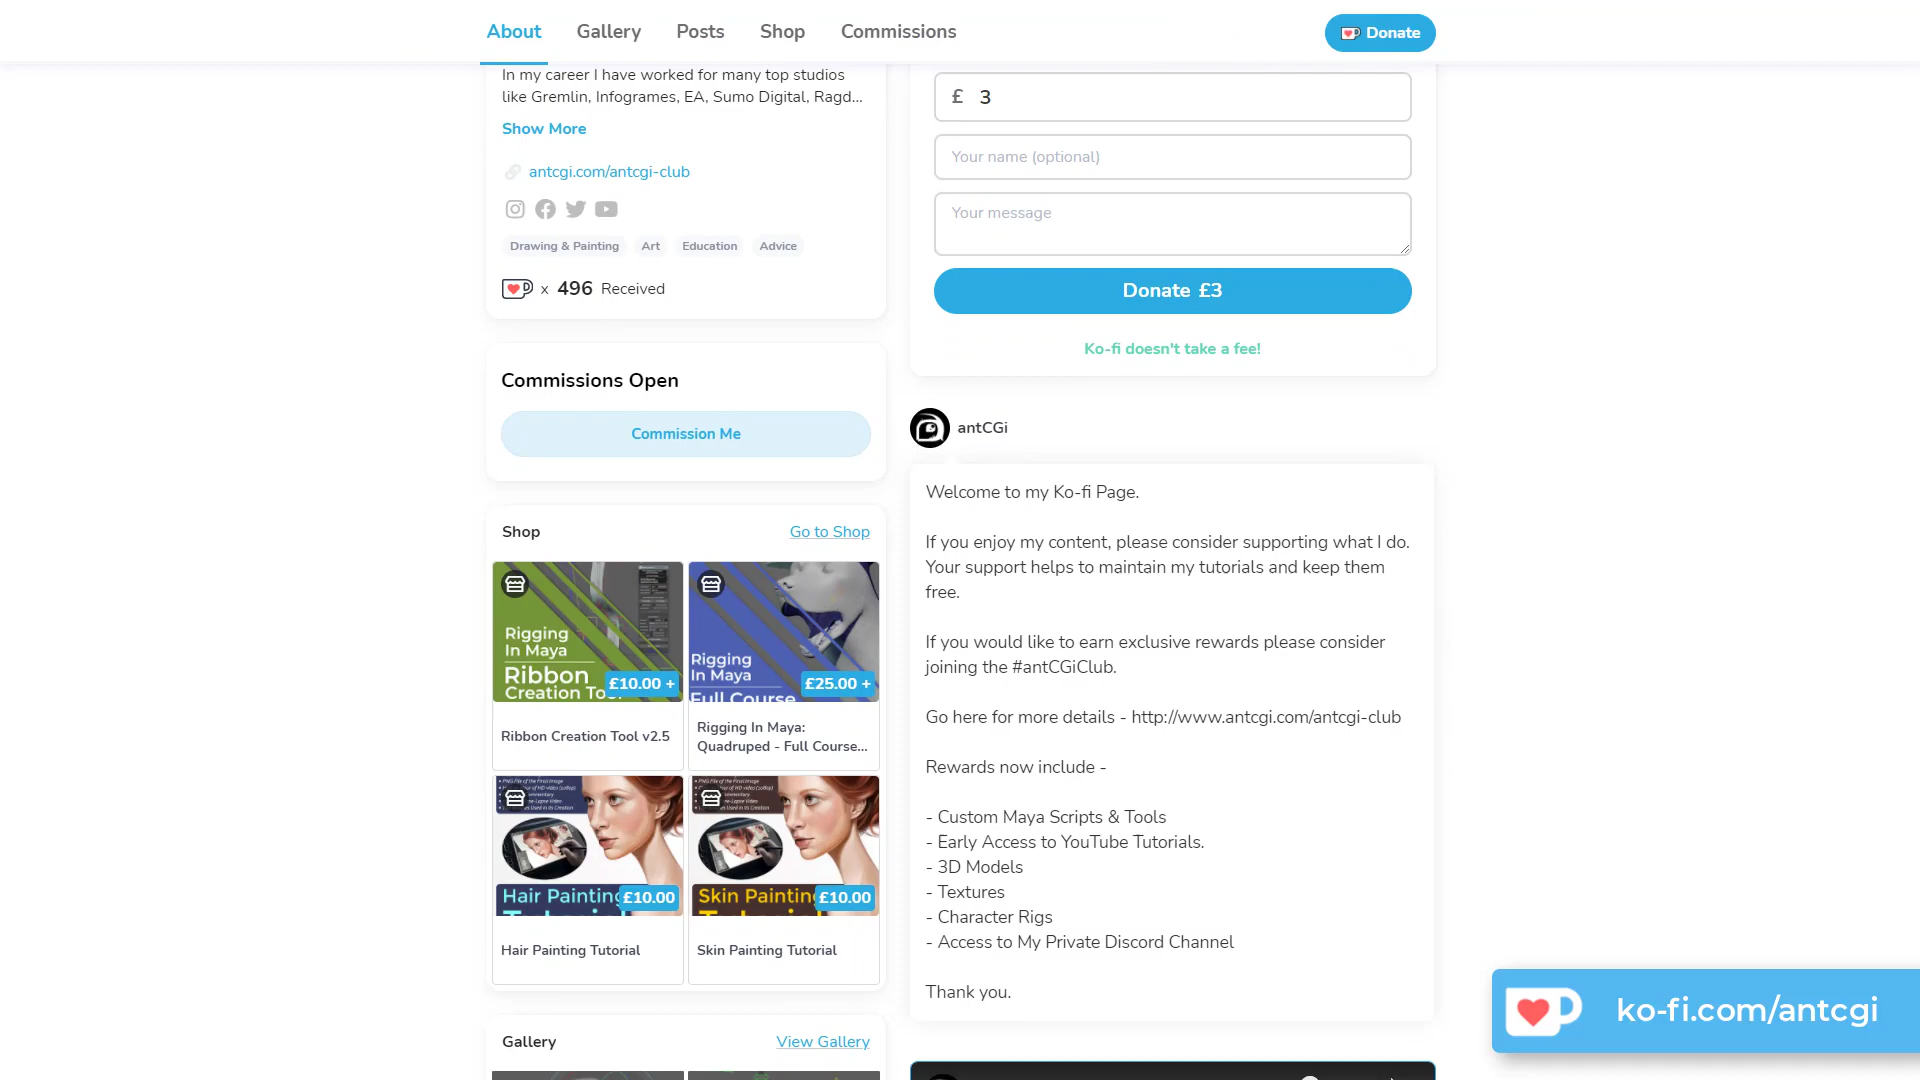 About
Gallery
Posts
Shop
Commissions
Donate
In my career I have worked for many top studios
like Gremlin, Infogrames, EA, Sumo Digital, Ragd...
Show More
antcgi.com/antcgi-club
Drawing & Painting
Art
Education
Advice
x 496 Received
Commissions Open
Commission Me
Shop
Go to Shop
Rigging
In Maya
Ribbon
Creation
£10.00 +
Ribbon Creation Tool v2.5
Rigging
In Maya
Full Course
£25.00 +
Rigging In Maya:
Quadruped - Full Course...
Hair Painting
£10.00
Hair Painting Tutorial
Skin Painting
£10.00
Skin Painting Tutorial
Gallery
View Gallery
£ 3
Your name (optional)
Your message
Donate £3
Ko-fi doesn't take a fee!
antCGi
Welcome to my Ko-fi Page.
If you enjoy my content, please consider supporting what I do.
Your support helps to maintain my tutorials and keep them
free.
If you would like to earn exclusive rewards please consider
joining the #antCGiClub.
Go here for more details - http://www.antcgi.com/antcgi-club
Rewards now include -
- Custom Maya Scripts & Tools
- Early Access to YouTube Tutorials.
- 3D Models
- Textures
- Character Rigs
- Access to My Private Discord Channel
Thank you.
ko-fi.com/antcgi